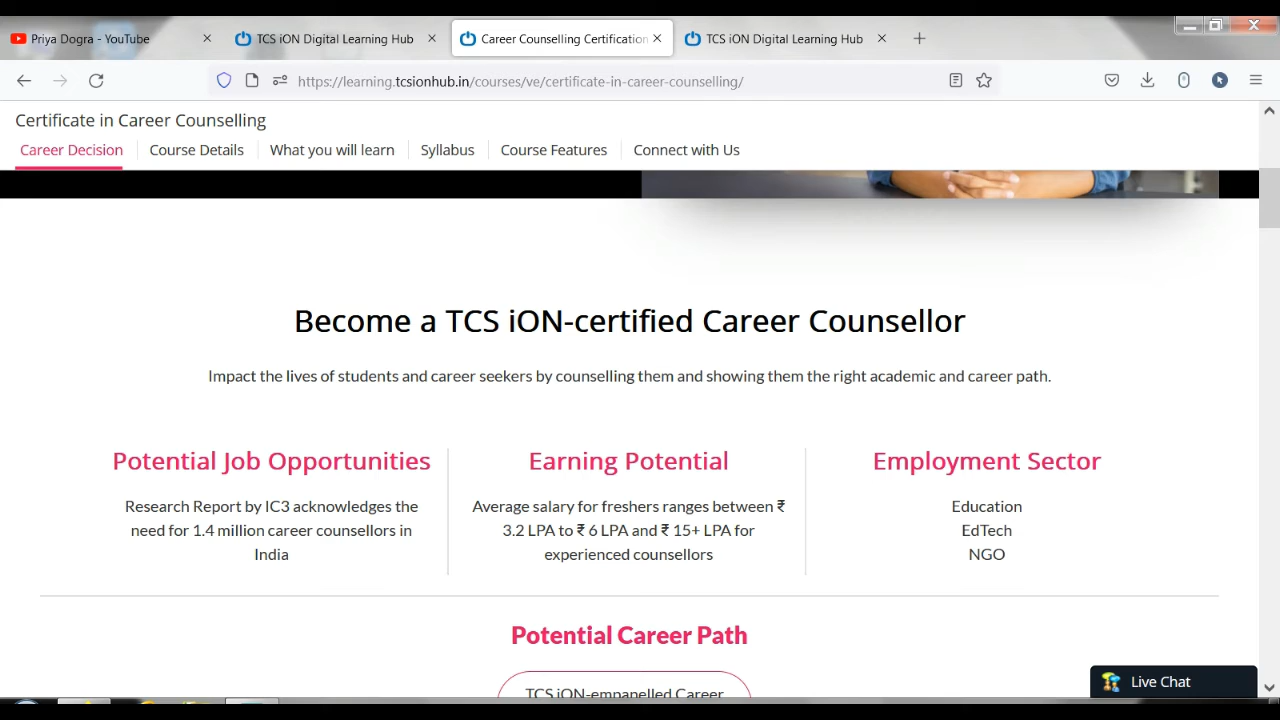 Priya Dogra - YouTube
TCS iON Digital Learning Hub
Career Counselling Certification
TCS iON Digital Learning Hub
https://learning.tcsionhub.in/courses/ve/certificate-in-career-counselling/
Certificate in Career Counselling
Career Decision
Course Details
What you will learn
Syllabus
Course Features
Connect with Us
Become a TCS iON-certified Career Counsellor
Impact the lives of students and career seekers by counselling them and showing them the right academic and career path.
Potential Job Opportunities
Research Report by IC3 acknowledges the
need for 1.4 million career counsellors in
India
Earning Potential
Average salary for freshers ranges between ₹
3.2 LPA to ₹ 6 LPA and ₹ 15+ LPA for
experienced counsellors
Employment Sector
Education
EdTech
NGO
Potential Career Path
TCS iON-empanelled Career
Live Chat